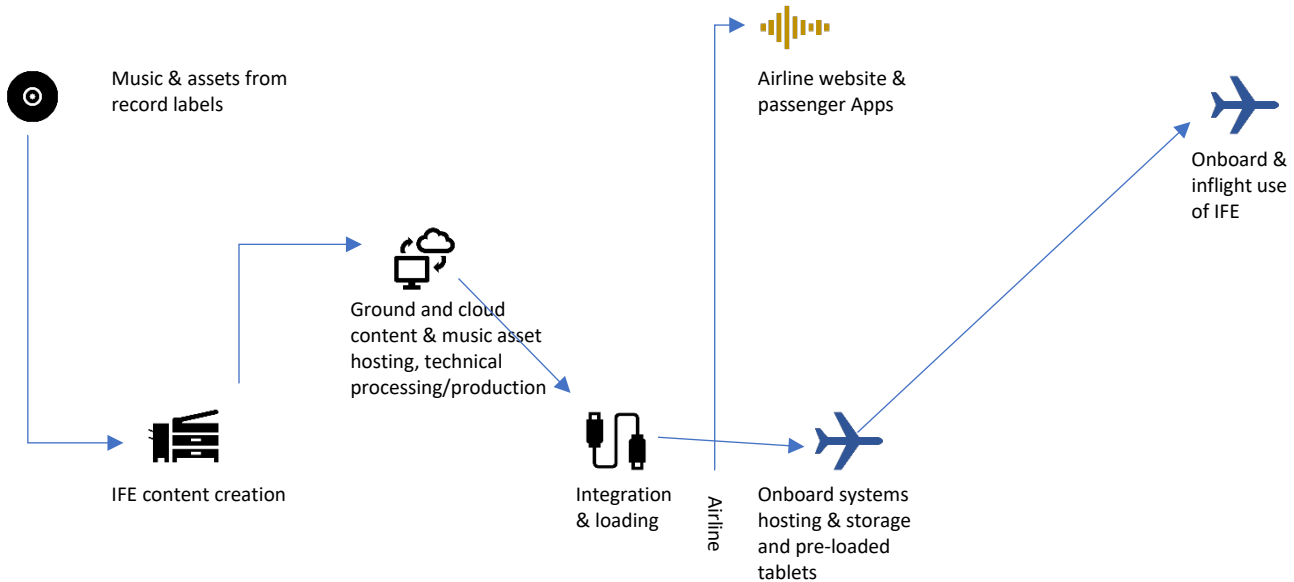 Music & assets from
record labels
Airline website &
passenger Apps
Onboard &
inflight use
of IFE
Ground and cloud
content & music asset
hosting, technical
processing/production
IFE content creation
Integration
& loading
Airline
Onboard systems
hosting & storage
and pre-loaded
tablets